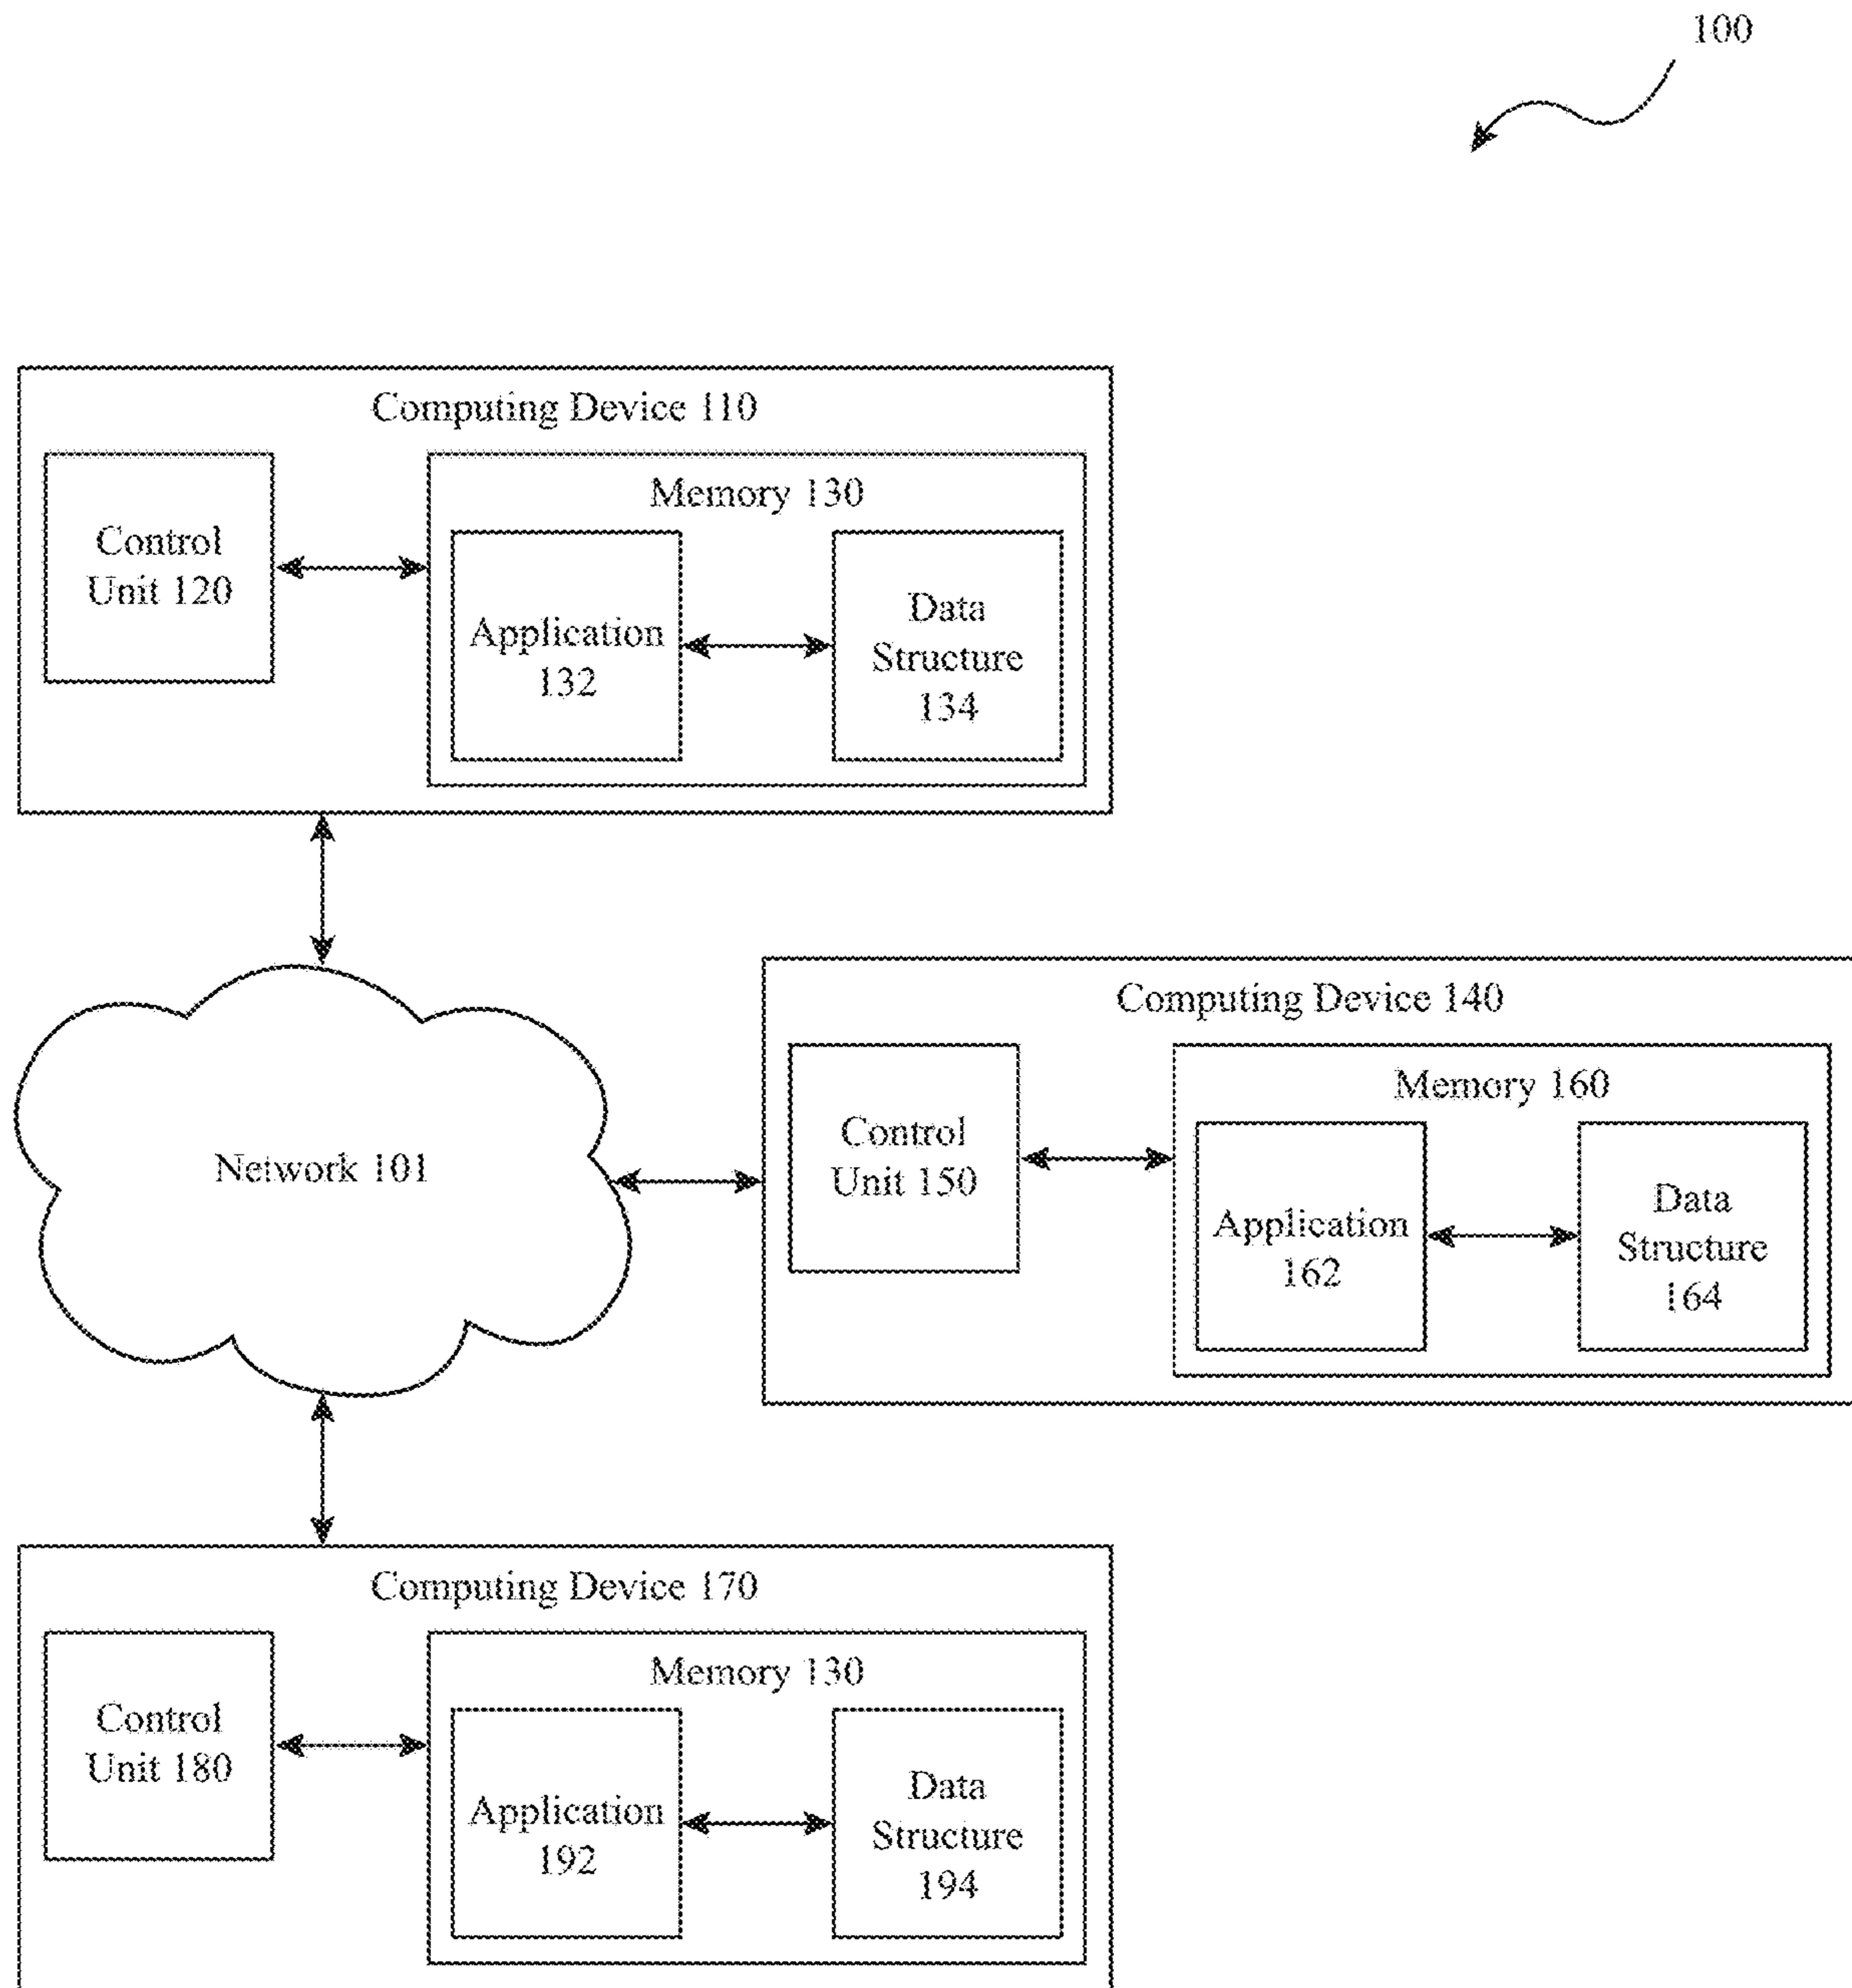 100
Computing Device 110
Control
Unit 120
Memory 130
Application
132
Data
Structure
134
Network 101
Computing Device 140
Control
Unit 150
Memory 160
Application
162
Data
Structure
164
Computing Device 170
Control
Unit 180
Memory 130
Application
192
Data
Structure
194